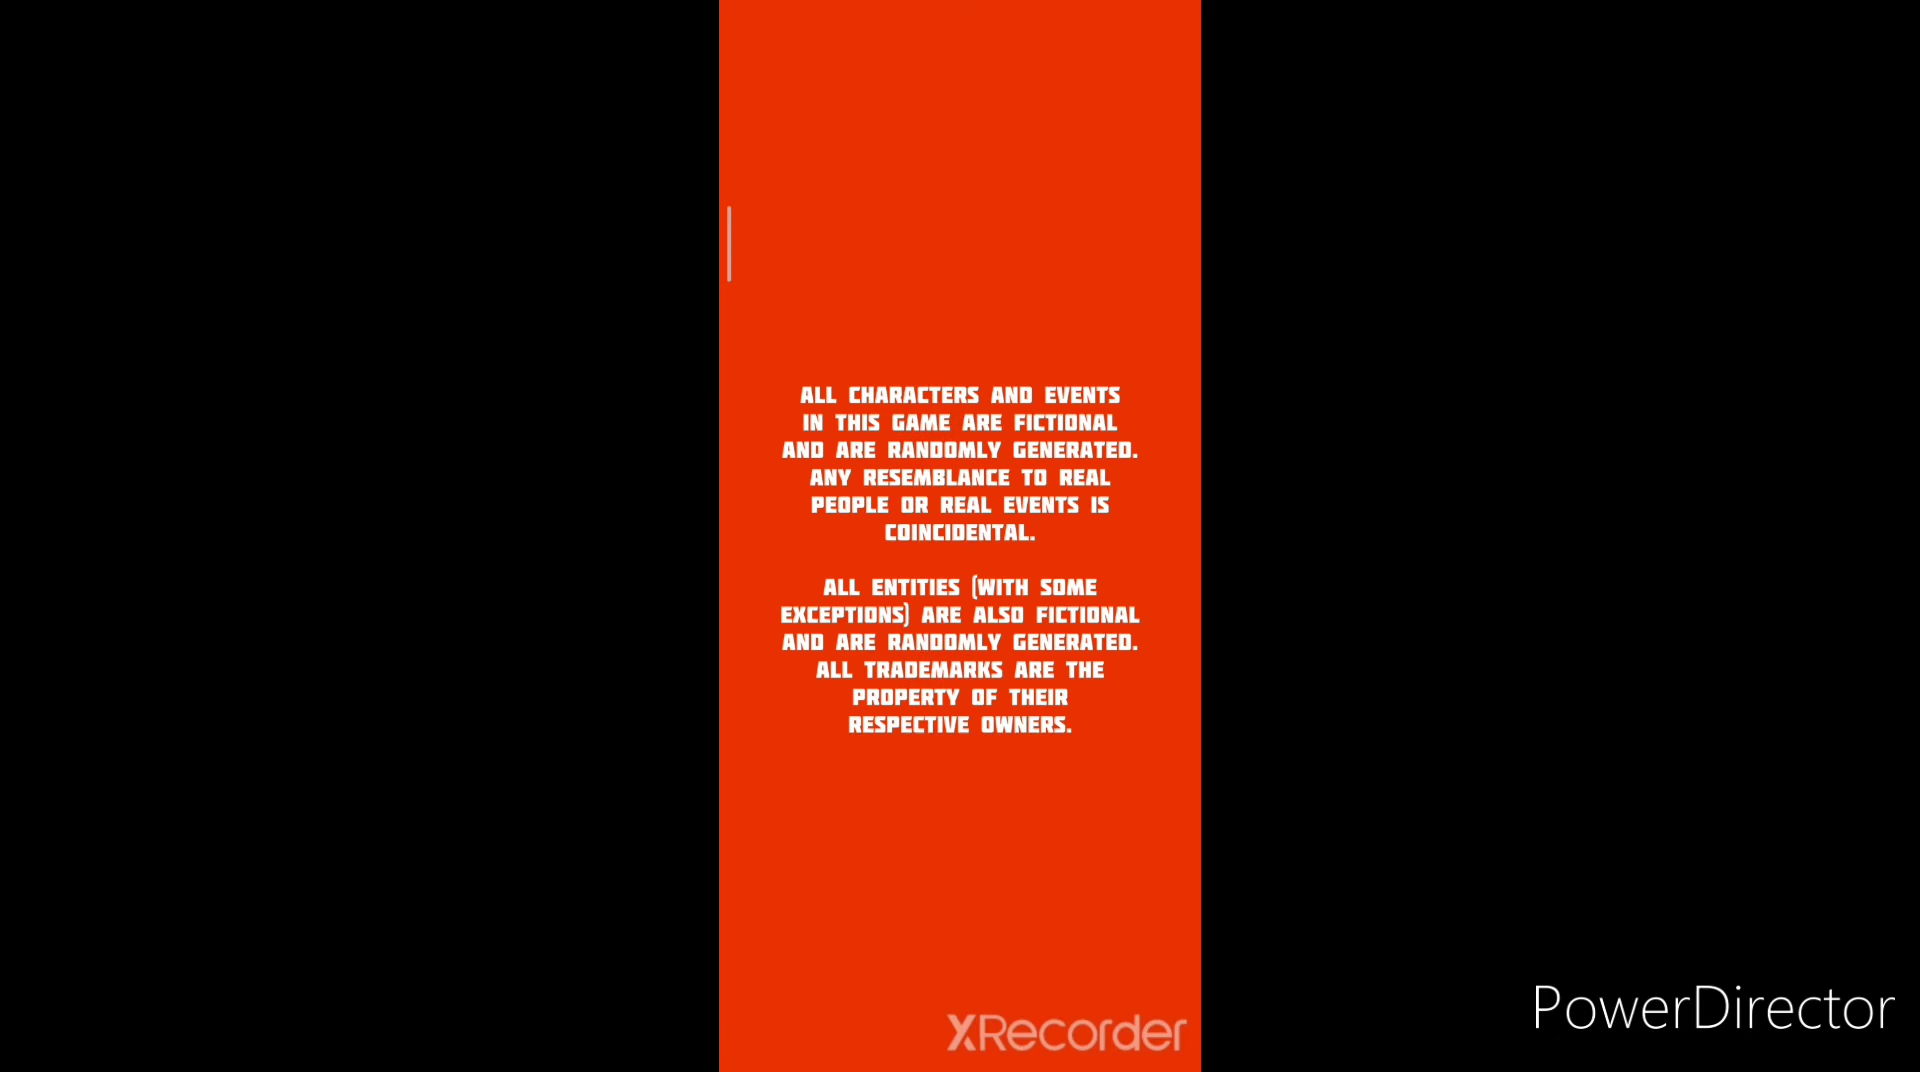 ALL CHARACTERS AND EVENTS
IN THIS GAME ARE FICTIONAL
AND ARE RANDOMLY GENERATED.
ANY RESEMBLANCE TO REAL
PEOPLE OR REAL EVENTS IS
COINCIDENTAL.
ALL ENTITIES (WITH SOME
EXCEPTIONS) ARE ALSO FICTIONAL
AND ARE RANDOMLY GENERATED.
ALL TRADEMARKS ARE THE
PROPERTY OF THEIR
RESPECTIVE OWNERS.
XRecorder
PowerDirector